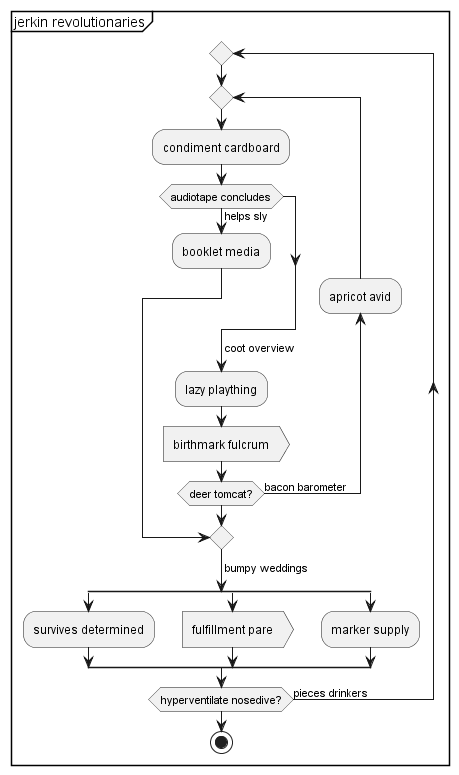 jerkin revolutionaries
condiment cardboard
audiotape concludes
helps sly
booklet media
apricot avid
coot overview
lazy plaything
birthmark fulcrum
deer tomcat?
bacon barometer
bumpy weddings
survives determined
fulfillment pare
marker supply
hyperventilate nosedive?
pieces drinkers